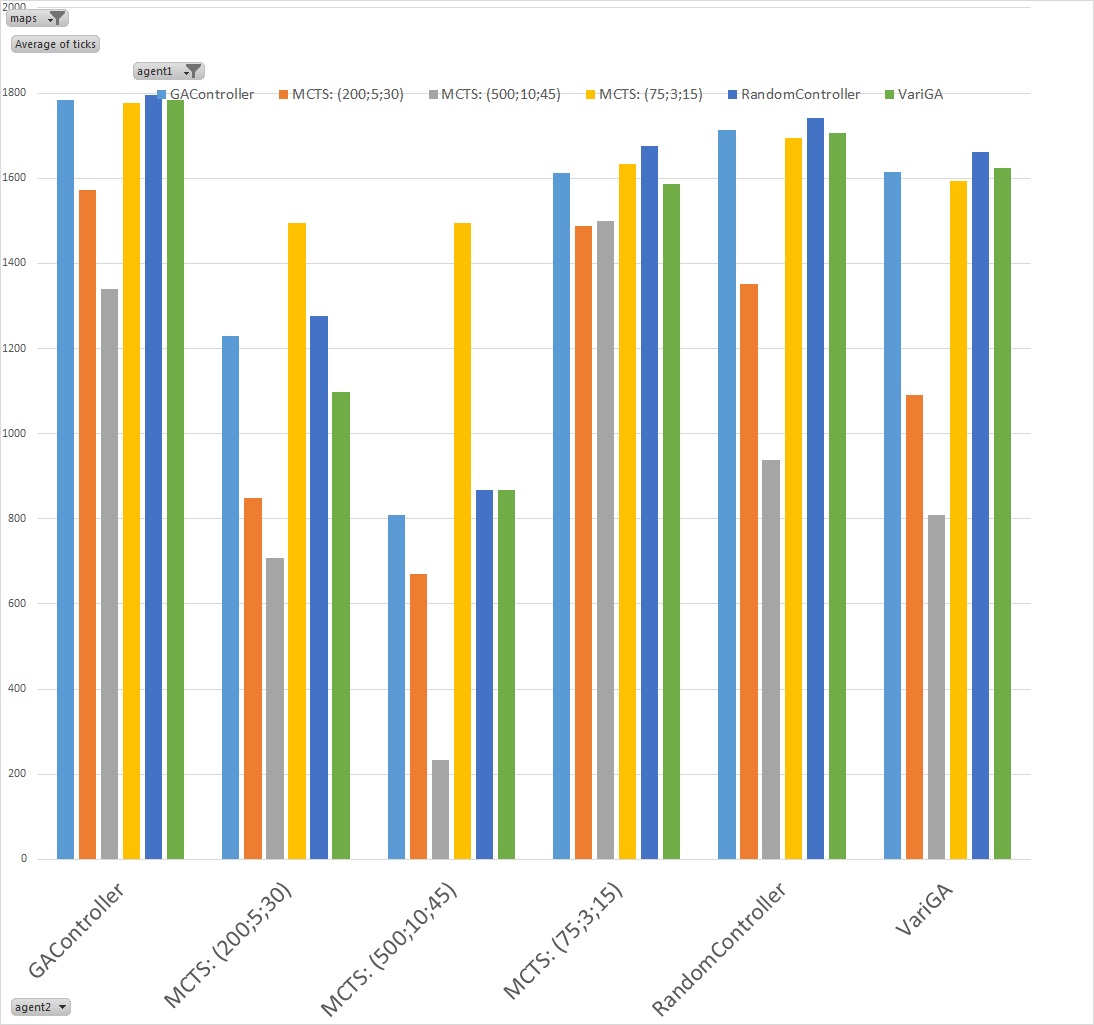 2000
maps
Average of ticks
agent1
1800
GAController MCTS: (200;5;30) MCTS: (500;10;45) MCTS: (75;3;15) RandomController VariGA
1600
1400
1200
1000
800
600
400
200
0
GAController
MCTS: (200;5;30)
MCTS: (500;10;45)
MCTS: (75;3;15)
RandomController
VariGA
agent2